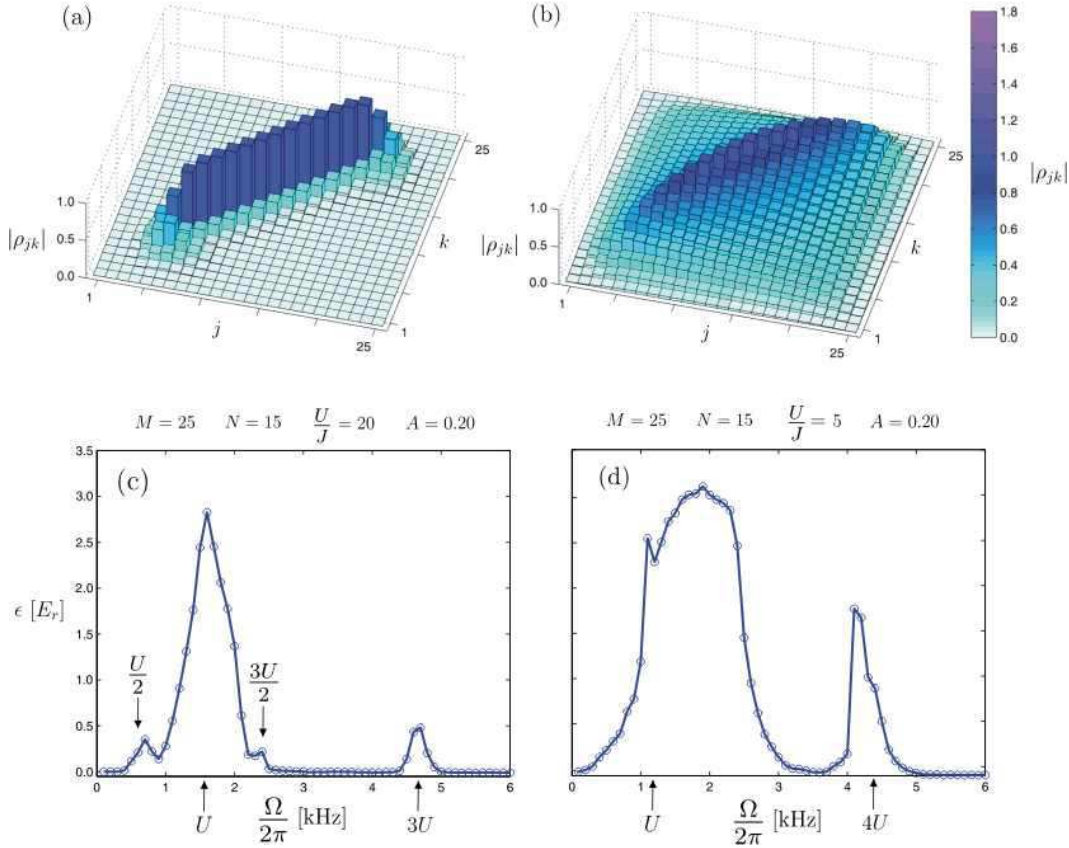 (a)
(b)
1.8
1.6
1.4
1.2
1.0
0.8
0.6
0.4
0.2
0.0
|ρjk|
1.0
0.5
0.0
|ρjk|
1
j
25
1
k
25
1.0
0.5
0.0
|ρjk|
1
j
25
1
k
25
M = 25 N = 15 U/J = 20 A = 0.20
M = 25 N = 15 U/J = 5 A = 0.20
(c)
(d)
3.5
3.0
2.5
2.0
1.5
1.0
0.5
0.0
ϵ [Er]
U/2
3U/2
0 1 2 3 4 5 6
0 1 2 3 4 5 6
U
Ω/2π [kHz]
3U
U
Ω/2π [kHz]
4U